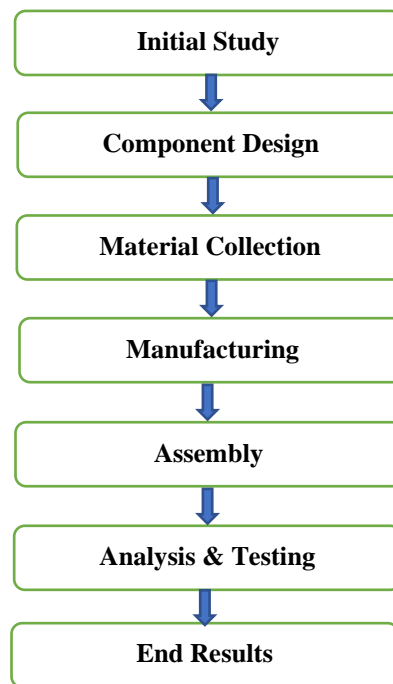 Initial Study
Component Design
Material Collection
Manufacturing
Assembly
Analysis & Testing
End Results